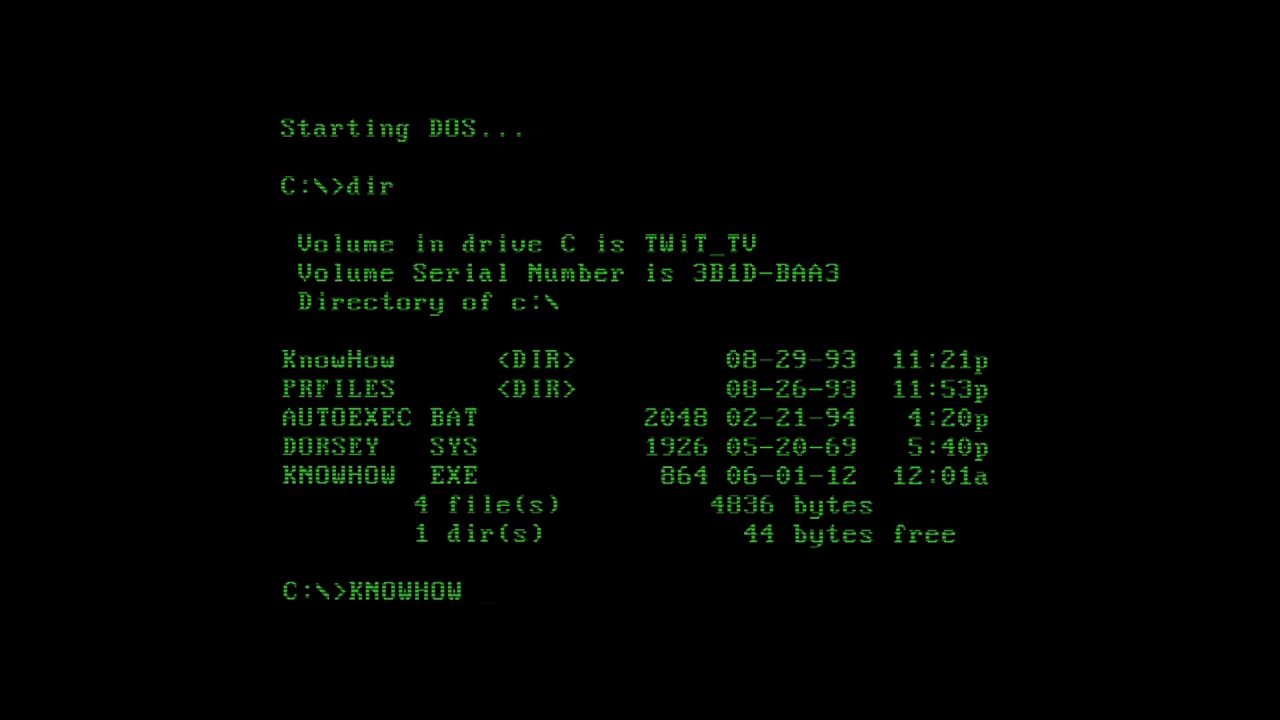 Starting DOS...
C:\>dir
Volume in drive C is TWiT_TV
Volume Serial Number is 3B1D-BAA3
Directory of c:\
KnowHow <DIR> 08-29-93 11:21p
PRFILES <DIR> 08-26-93 11:53p
AUTOEXEC BAT 2048 02-21-94 4:20p
DORSEY SYS 1926 05-20-69 5:40p
KNOWHOW EXE 864 06-01-12 12:01a
4 file(s) 4836 bytes
1 dir(s) 44 bytes free
C:\>KNOWHOW _